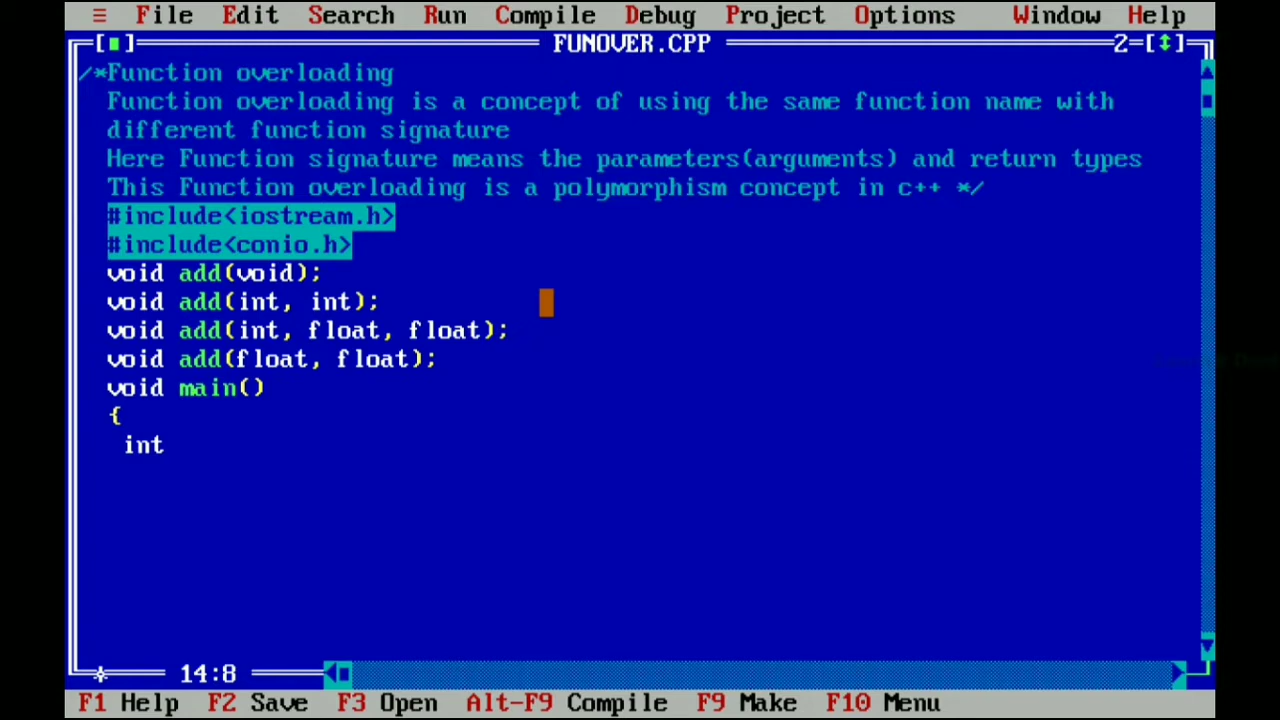 ≡ File Edit Search Run Compile Debug Project Options Window Help
[■] FUNOVER.CPP 2=[↕]
/*Function overloading
Function overloading is a concept of using the same function name with
different function signature
Here Function signature means the parameters(arguments) and return types
This Function overloading is a polymorphism concept in c++ */
#include<iostream.h>
#include<conio.h>
void add(void);
void add(int, int);
void add(int, float, float);
void add(float, float);
void main()
{
int
14:8
F1 Help F2 Save F3 Open Alt-F9 Compile F9 Make F10 Menu